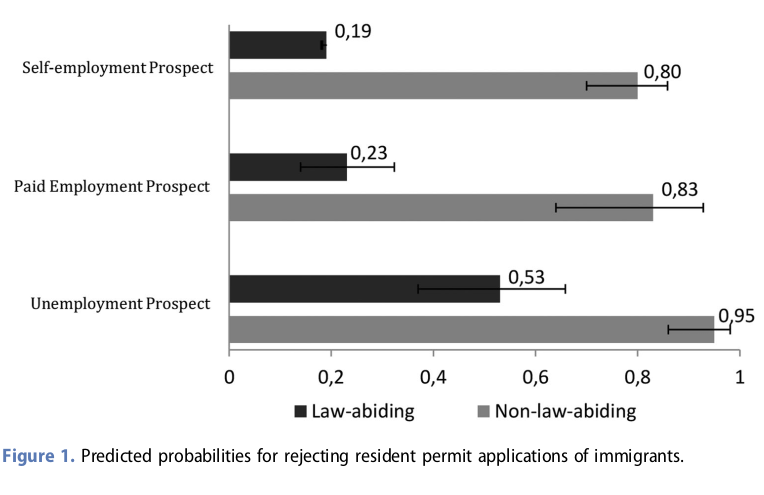 0,19
Self-employment Prospect
0,80
0,23
Paid Employment Prospect
0,83
0,53
Unemployment Prospect
0,95
0 0,2 0,4 0,6 0,8 1
Law-abiding Non-law-abiding
Figure 1. Predicted probabilities for rejecting resident permit applications of immigrants.